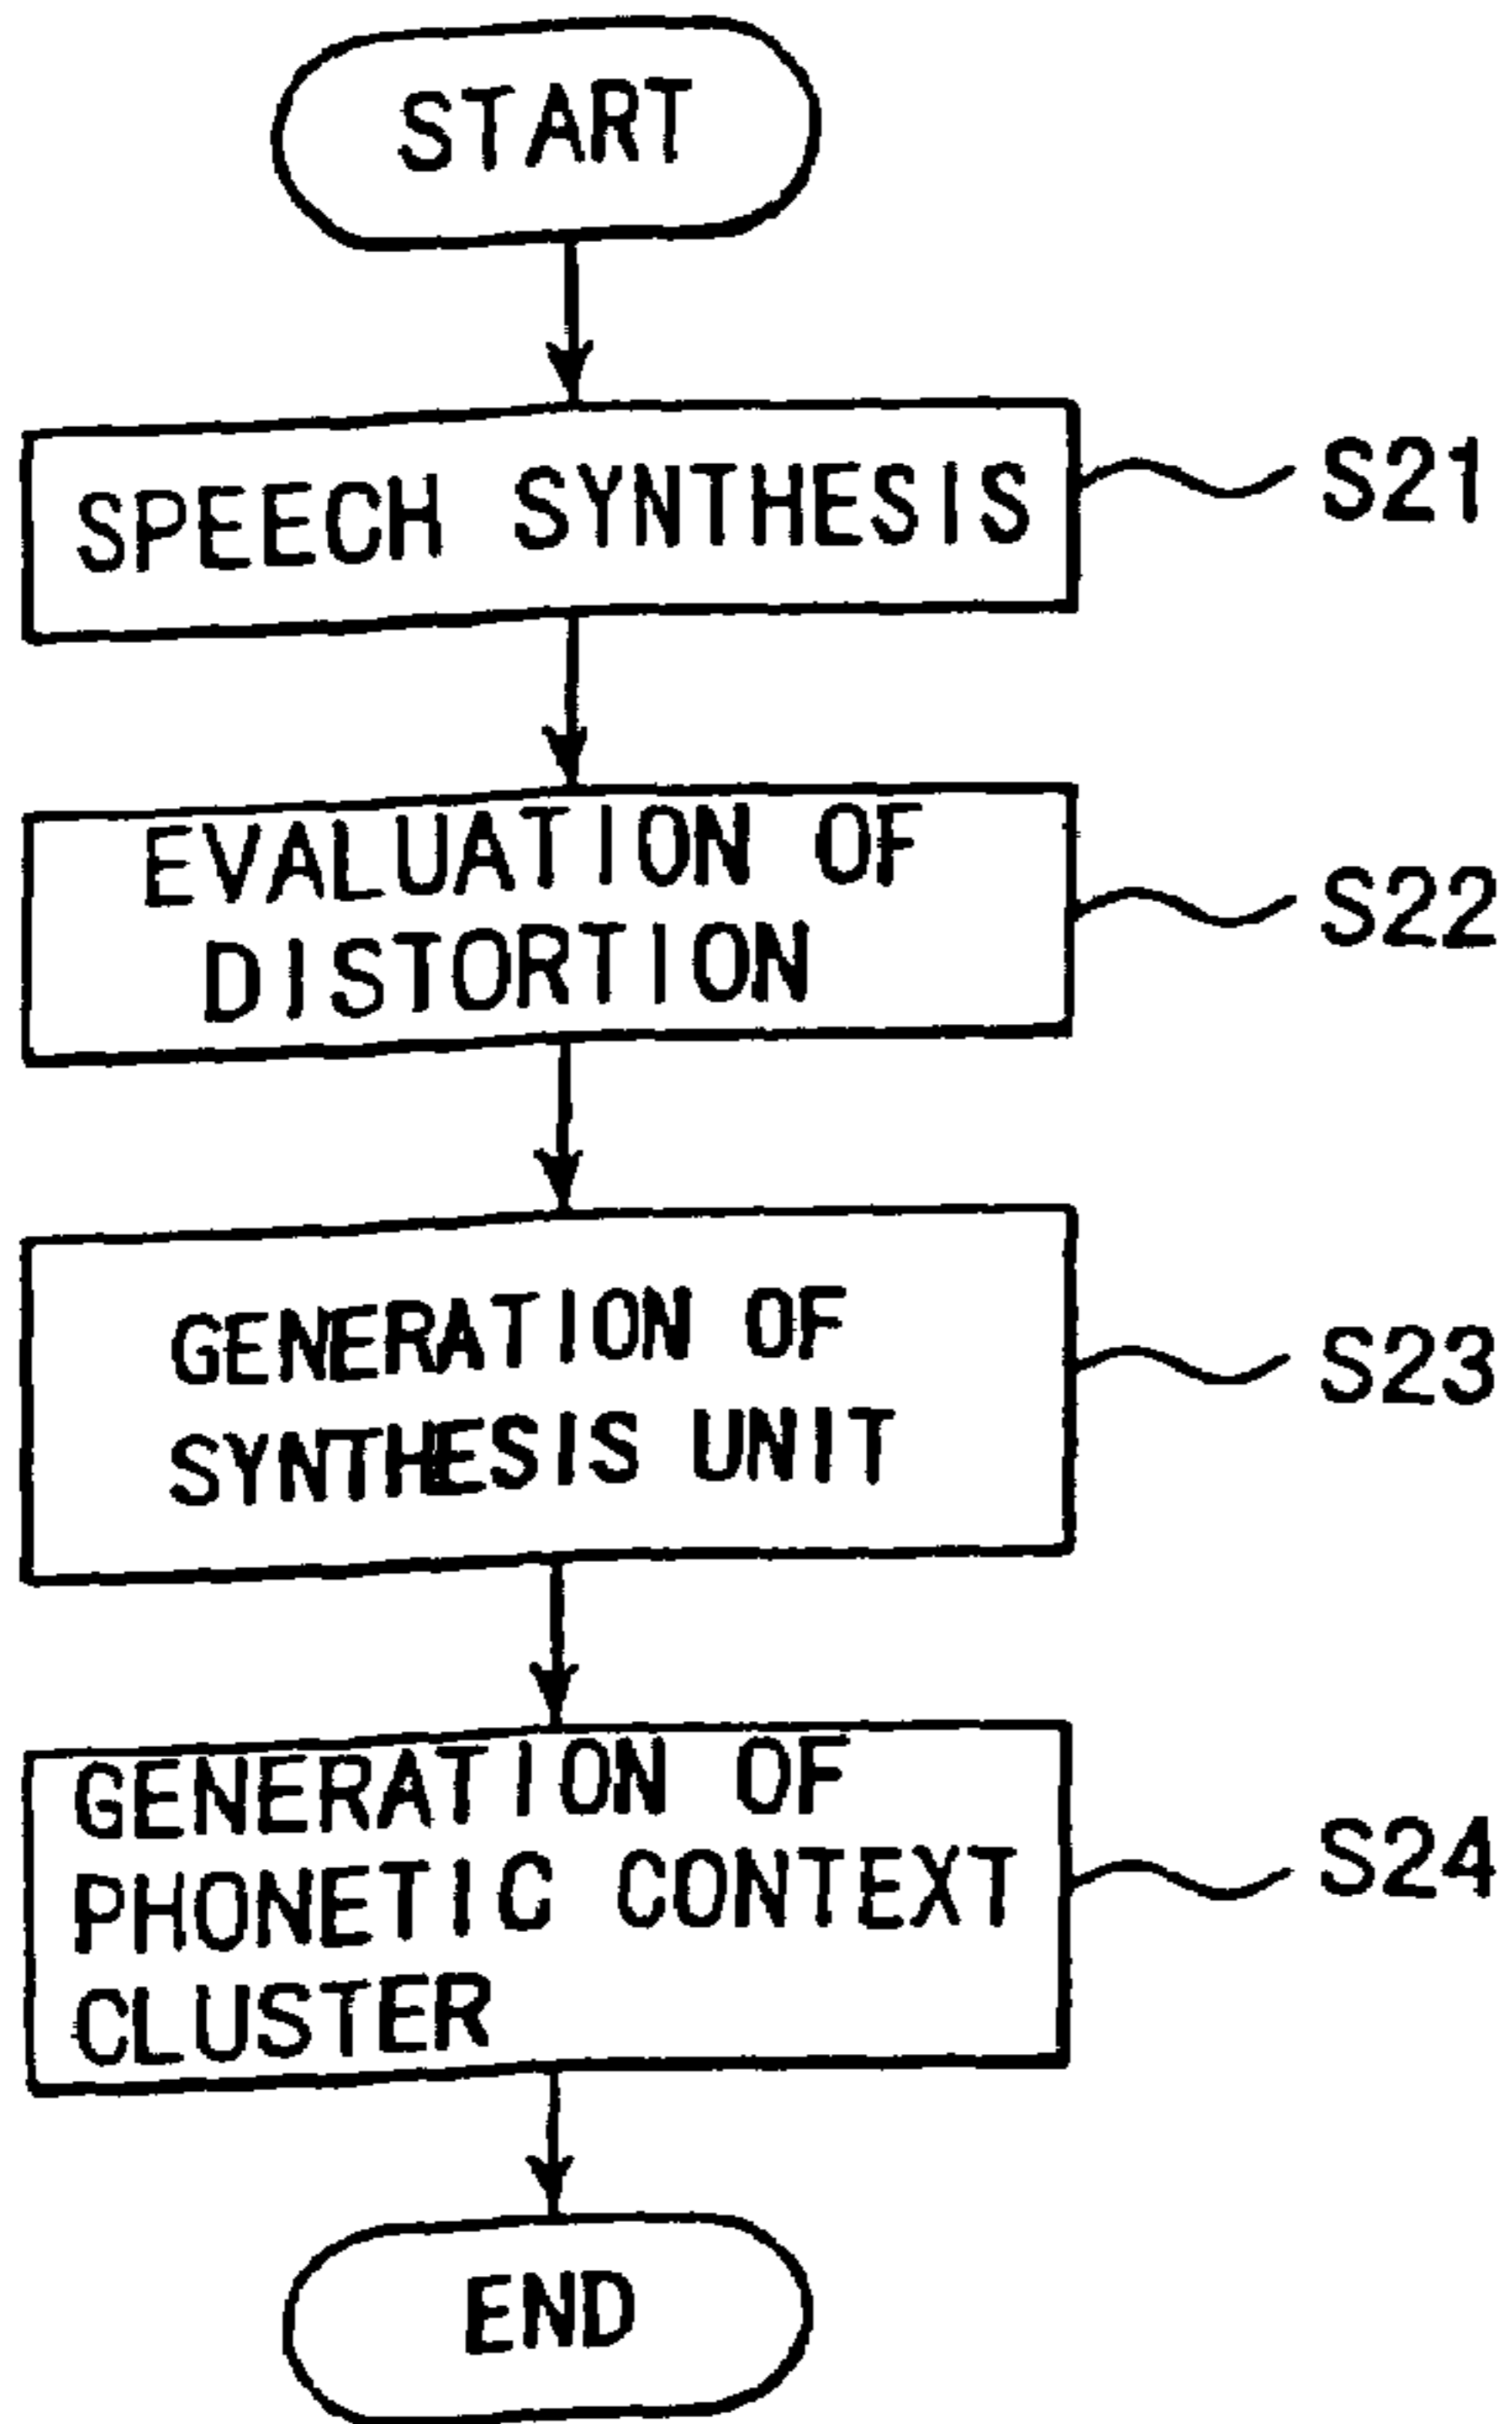 START
SPEECH SYNTHESIS
S21
EVALUATION OF
DISTORTION
S22
GENERATION OF
SYNTHESIS UNIT
S23
GENERATION OF
PHONETIC CONTEXT
CLUSTER
S24
END